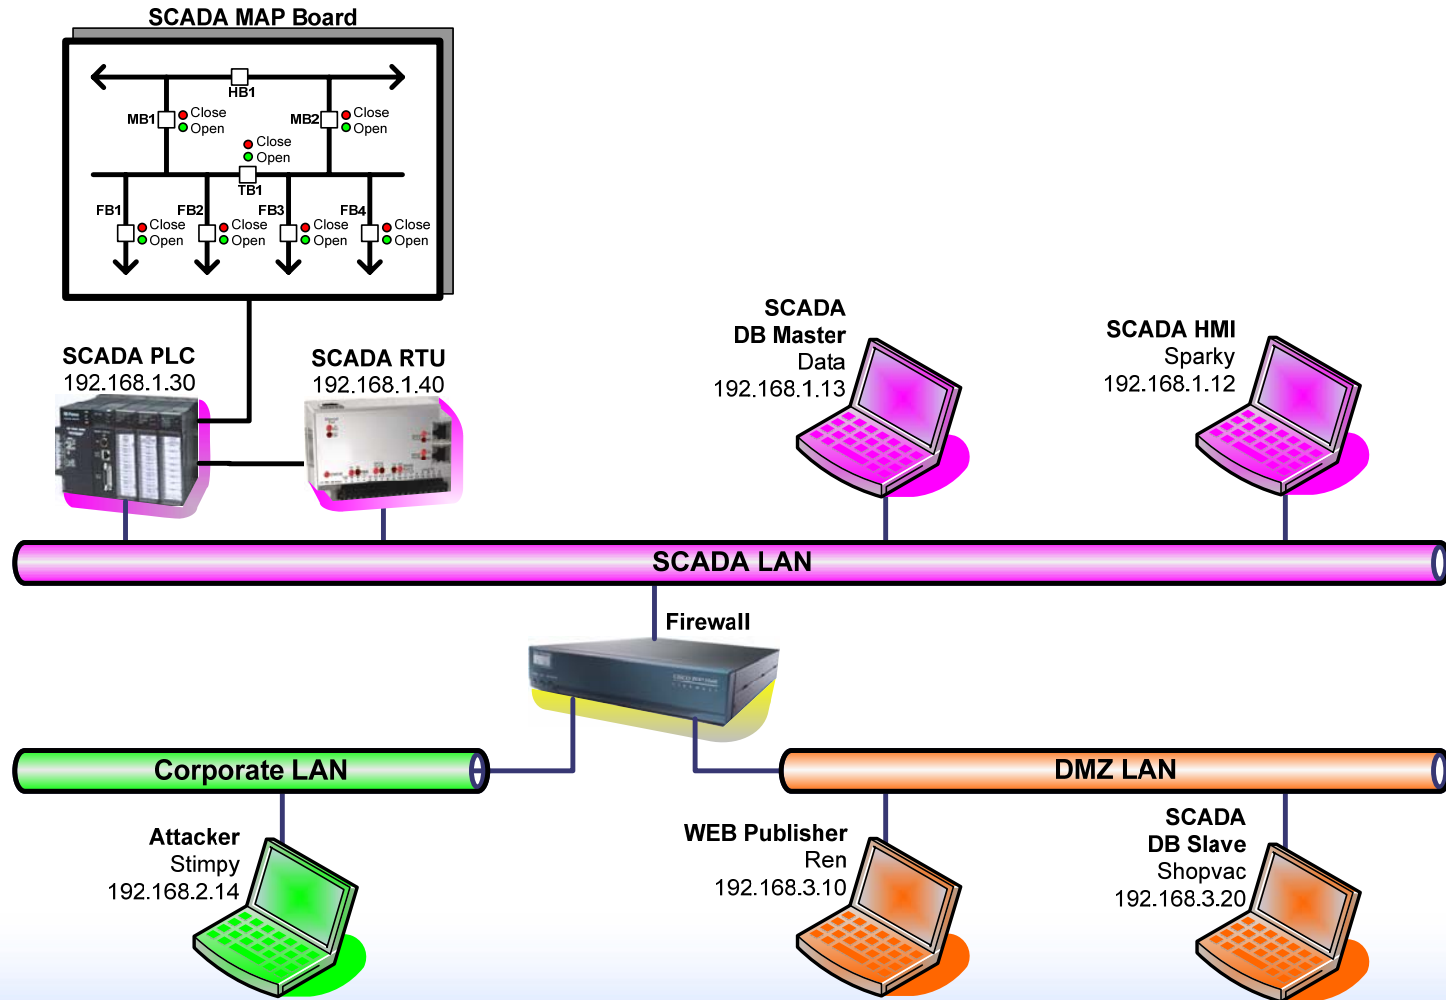 SCADA MAP Board
HB1
MB1
Close
Open
MB2
Close
Open
Close
Open
TB1
FB1
Close
Open
FB2
Close
Open
FB3
Close
Open
FB4
Close
Open
SCADA PLC
192.168.1.30
SCADA RTU
192.168.1.40
SCADA
DB Master
Data
192.168.1.13
SCADA HMI
Sparky
192.168.1.12
SCADA LAN
Firewall
Corporate LAN
DMZ LAN
Attacker
Stimpy
192.168.2.14
WEB Publisher
Ren
192.168.3.10
SCADA
DB Slave
Shopvac
192.168.3.20